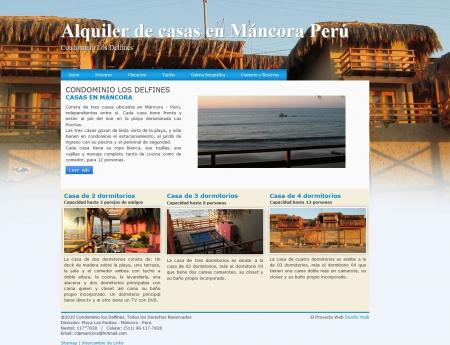 Alquiler de casas en Máncora Perú
Condominio Los Delfines
Inicio Nosotros Ubicación Tarifas Galería fotográfica Contacto o Reservas
CONDOMINIO LOS DELFINES
CASAS EN MÁNCORA
Consta de tres casas ubicadas en Máncora - Perú,
independientes entre sí. Cada casa tiene frente y
están al pie del mar en la playa denominada Las
Pocitas.
Las tres casas gozan de linda vista de la playa, y sólo
tienen en condominio el estacionamiento, el jardín de
ingreso con su piscina y el personal de seguridad.
Cada casa tiene su ropa blanca, sus toallas, sus
vajillas y menaje completo tanto de cocina como de
comedor, para 12 personas.
Leer más
Casa de 2 dormitorios
Capacidad hasta 3 parejas de amigos
La casa de dos dormitorios consta de: Un
deck de madera sobre la playa, una terraza,
la sala y el comedor ambos con techo a
doble altura, la cocina, la lavandería, una
alacena y dos dormitorios principales con
cama queen y closet así como su baño
propio incorporado. Un dormitorio principal
tiene directv y el otro tiene un TV con DVD.
Casa de 3 dormitorios
Capacidad hasta 8 personas
La casa de tres dormitorios es similar a la
casa de 02 dormitorios, más el dormitorio 03
que tiene dos camas camarotes, su closet y
su baño propio incorporado.
Casa de 4 dormitorios
Capacidad hasta 12 personas
La casa de cuatro dormitorios es similar a la
de 03 dormitorios, más el dormitorio 04 que
tienen una cama doble más un camarote, su
closet y su baño incorporado.
©2010 Condominio los Delfines. Todos los Derechos Reservados
Dirección: Playa Las Pocitas - Máncora - Perú
Nextel: 117*7828 / Celular: (511) 98-117-7828
Email: cdpmancora@hotmail.com
El Proyecto Web Diseño Web
Sitemap | Intercambio de Links